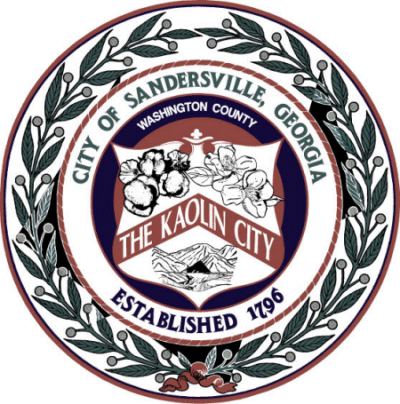 CITY OF SANDERSVILLE, GEORGIA
WASHINGTON COUNTY
THE KAOLIN CITY
ESTABLISHED 1796